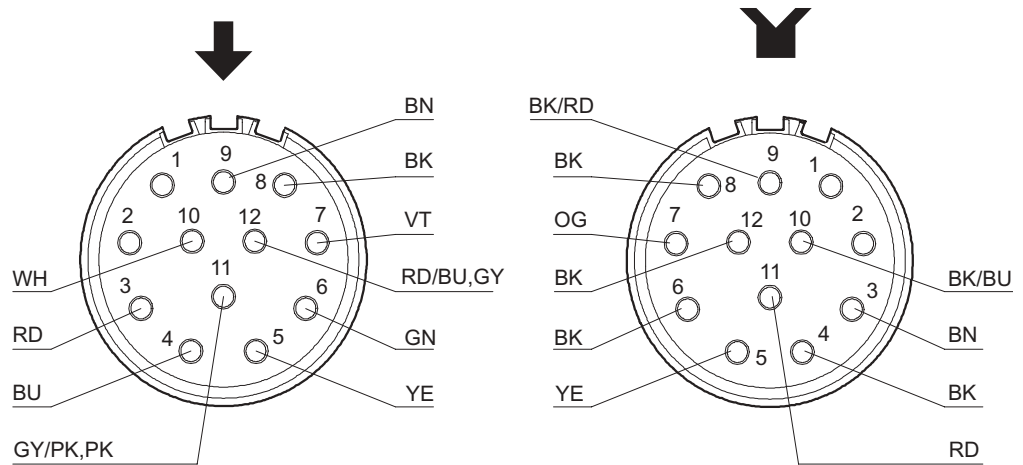 BN
1
9
8
BK
2
10
12
7
VT
WH
11
RD/BU,GY
3
6
RD
GN
4
5
BU
YE
GY/PK,PK
BK/RD
9
1
BK
8
7
12
10
2
OG
11
BK
BK/BU
6
3
BK
BN
5
4
YE
BK
RD